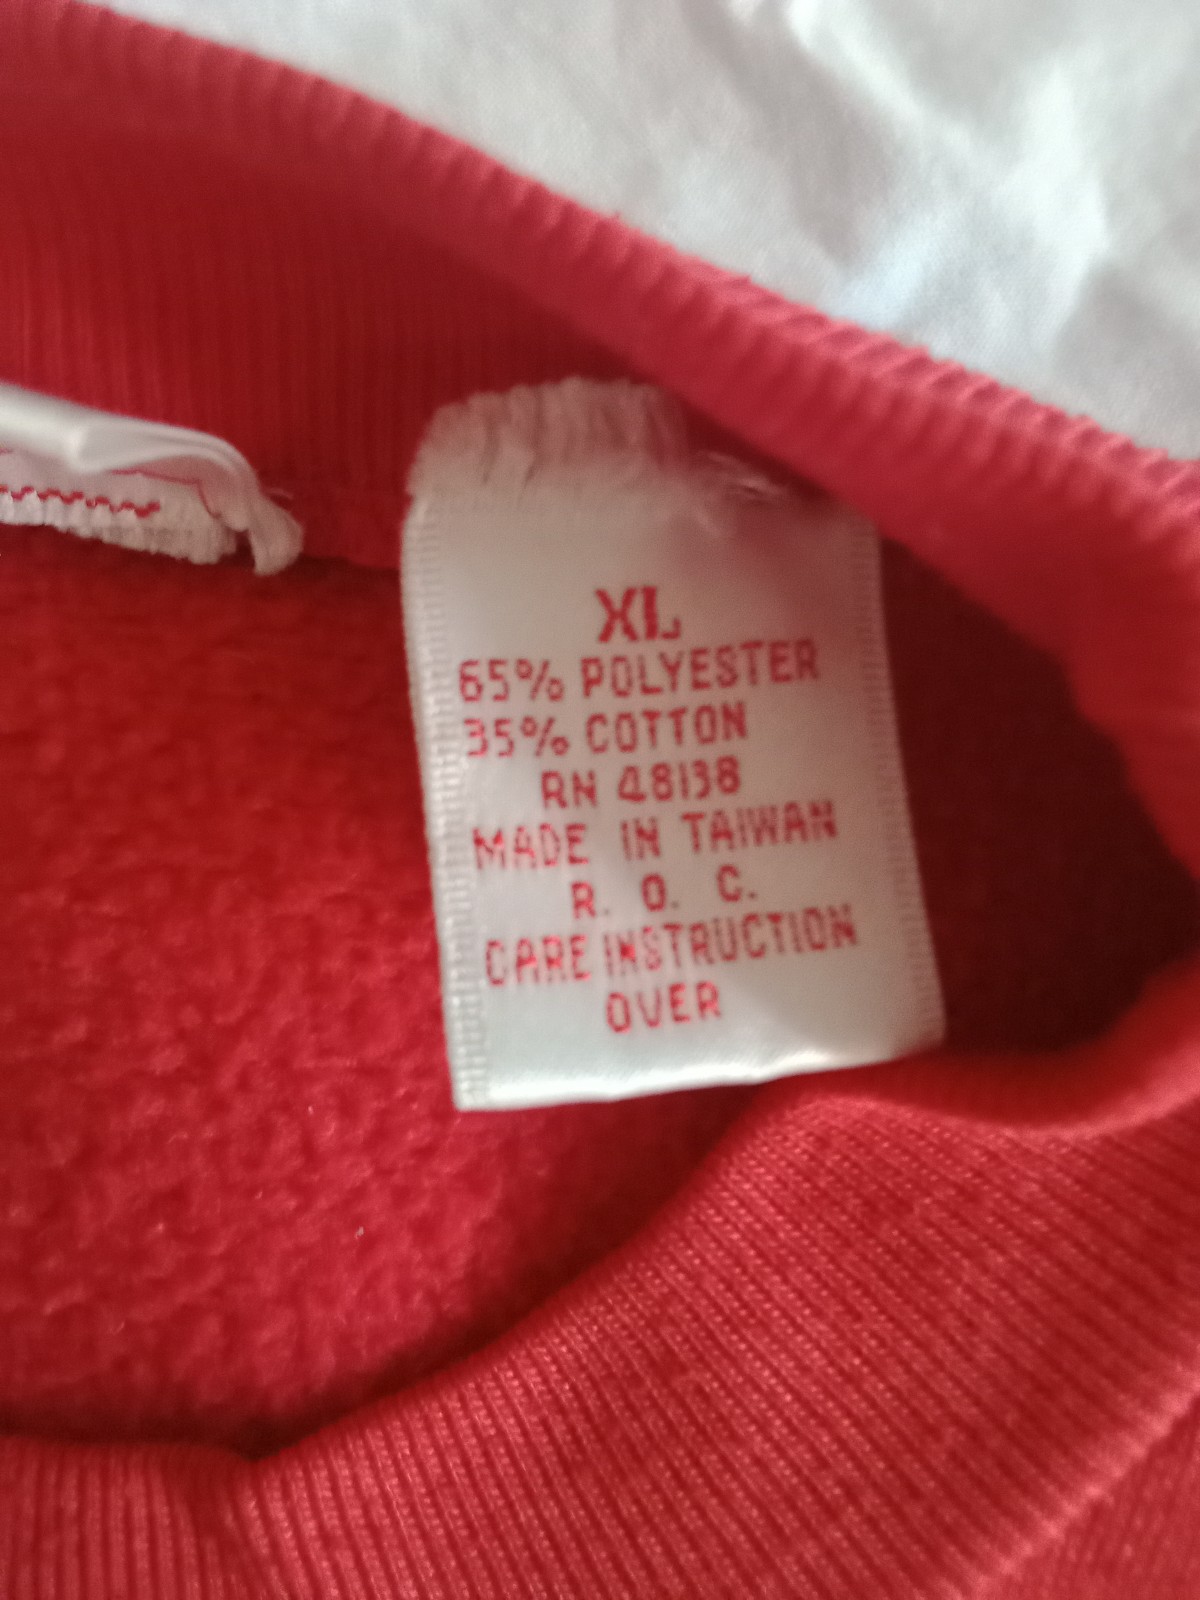 XL
65% POLYESTER
35% COTTON
RN 48138
MADE IN TAIWAN
R. O. C.
CARE INSTRUCTION
OVER